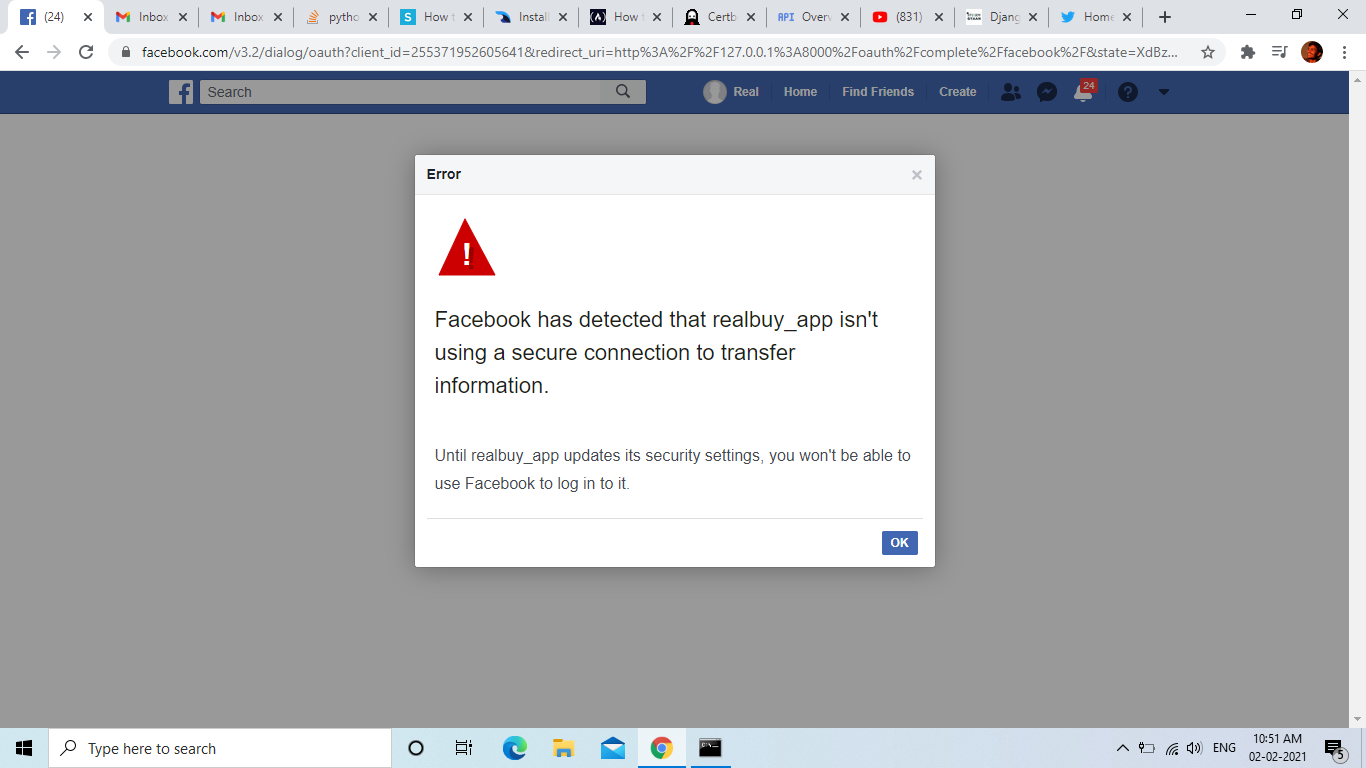 (24)
Inbox
Inbox
pytho
How t
Install
How t
Certb
API Overv
(831)
Djang
Home
facebook.com/v3.2/dialog/oauth?client_id=255371952605641&redirect_uri=http%3A%2F%2F127.0.0.1%3A8000%2Foauth%2Fcomplete%2Ffacebook%2F&state=XdBz...
Search
Real
Home
Find Friends
Create
24
Error
Facebook has detected that realbuy_app isn't
using a secure connection to transfer
information.
Until realbuy_app updates its security settings, you won't be able to
use Facebook to log in to it.
OK
Type here to search
ENG
10:51 AM
02-02-2021
5